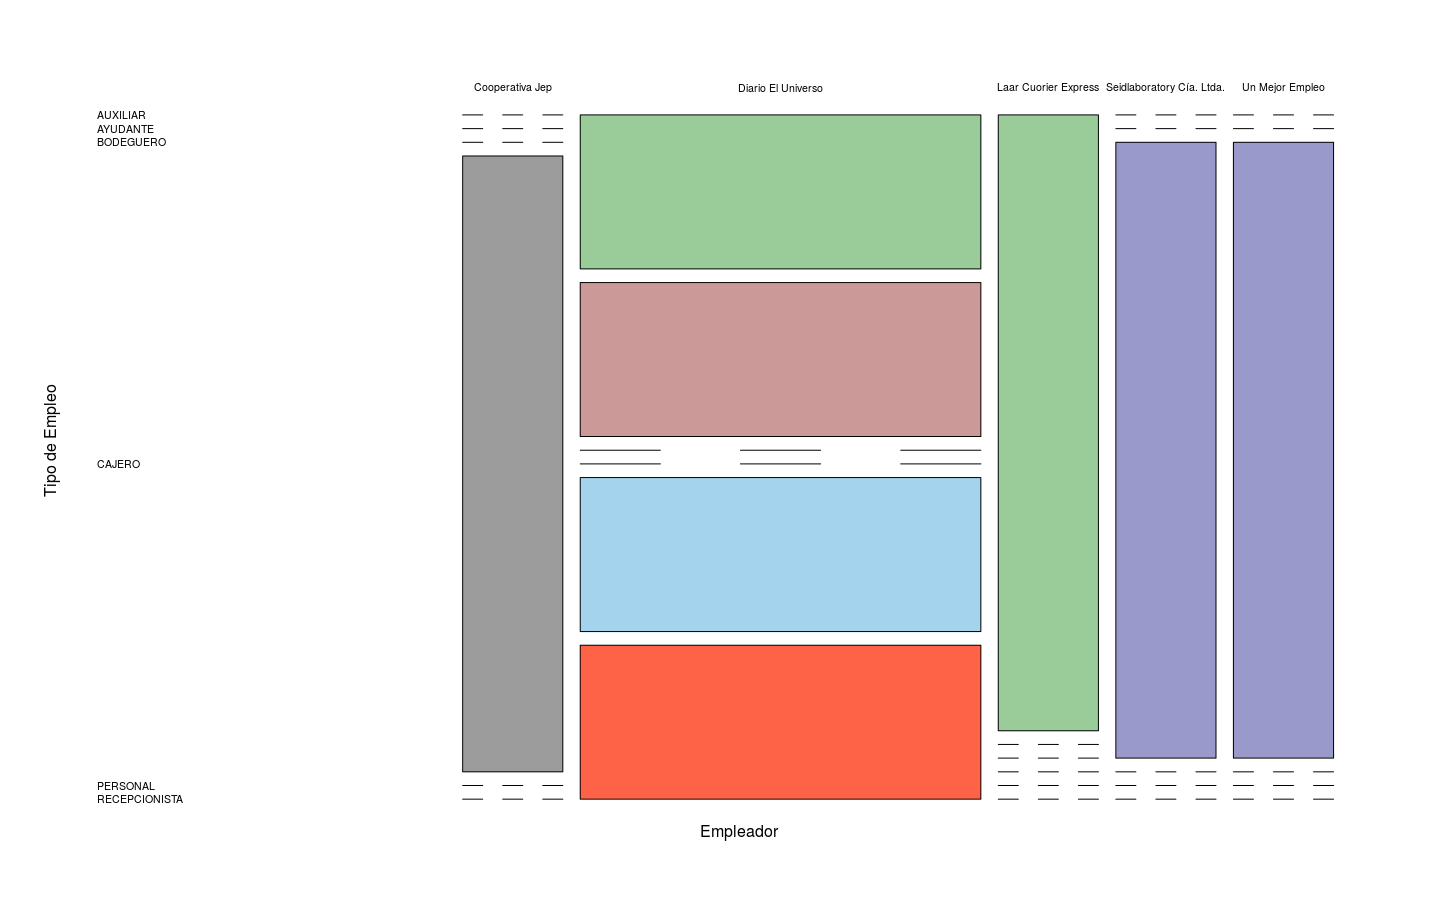 Cooperativa Jep
Diario El Universo
Laar Cuorier Express
Seidlaboratory Cía. Ltda.
Un Mejor Empleo
AUXILIAR
AYUDANTE
BODEGUERO
Tipo de Empleo
CAJERO
PERSONAL
RECEPCIONISTA
Empleador